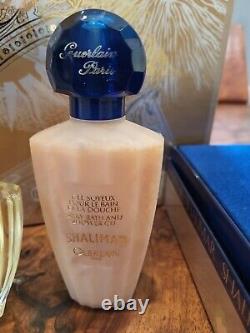 Guerlain
Paris
GEL SOYEUX
POUR LE BAIN
ET LA DOUCHE
SILKY BATH AND
SHOWER GEL
SHALIMAR
GUERLAIN